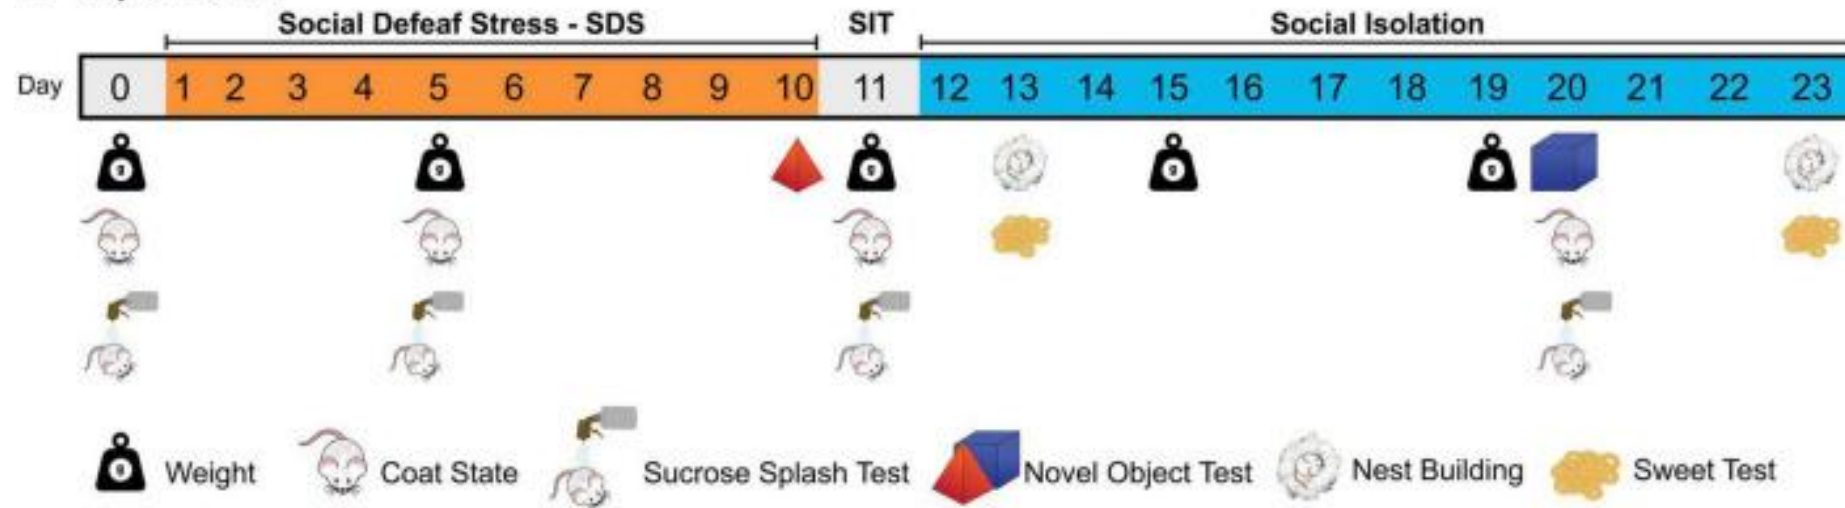 Social Defeaf Stress - SDS SIT Social Isolation
Day 0 1 2 3 4 5 6 7 8 9 10 11 12 13 14 15 16 17 18 19 20 21 22 23
g g g g g
g Weight Coat State Sucrose Splash Test Novel Object Test Nest Building Sweet Test